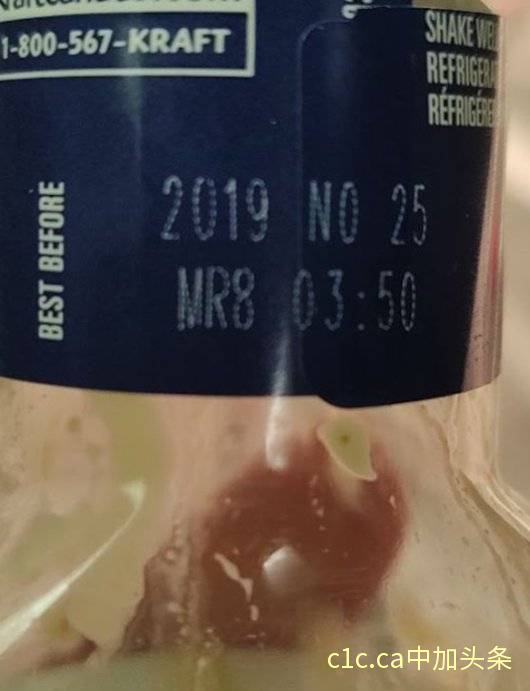 1-800-567-KRAFT
SHAKE WE
REFRIGERA
RÉFRIGÉRE
BEST BEFORE
2019 NO 25
MR8 03:50
c1c.ca中加头条